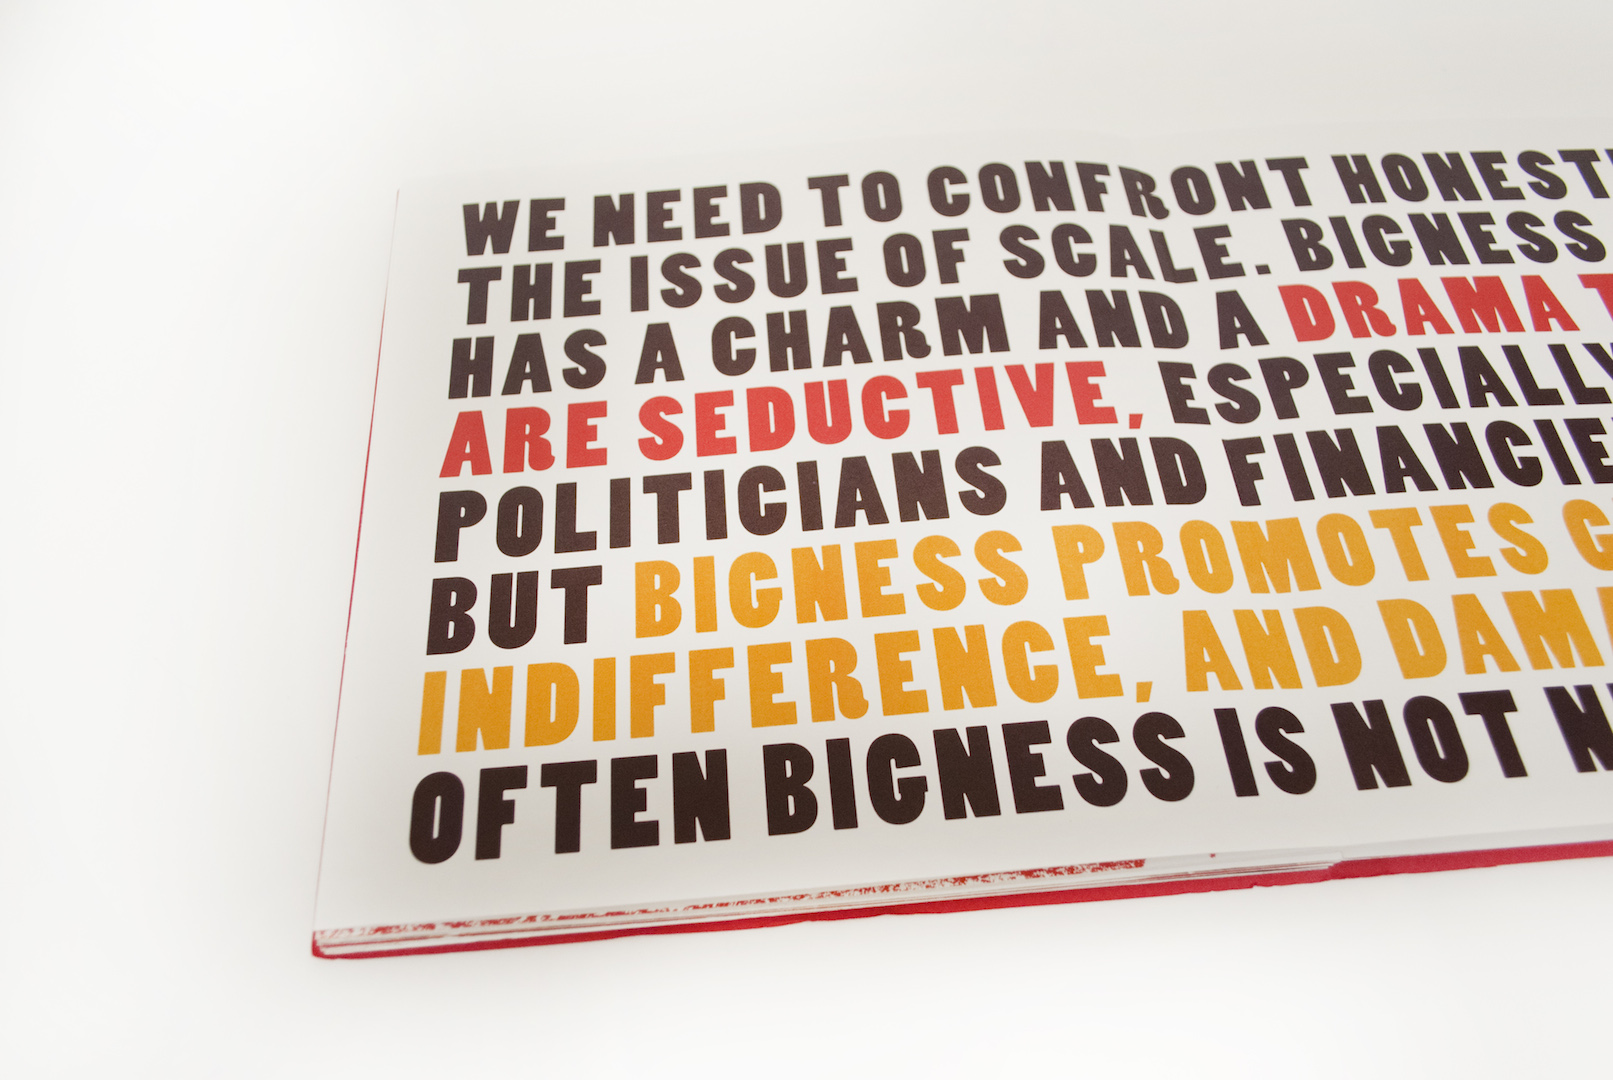 WE NEED TO CONFRONT HONEST
THE ISSUE OF SCALE. BIGNESS
HAS A CHARM AND A DRAMA
ARE SEDUCTIVE, ESPECIALLY
POLITICIANS AND FINANCIE
BUT BIGNESS PROMOTES G
INDIFFERENCE, AND DAM
OFTEN BIGNESS IS NOT N